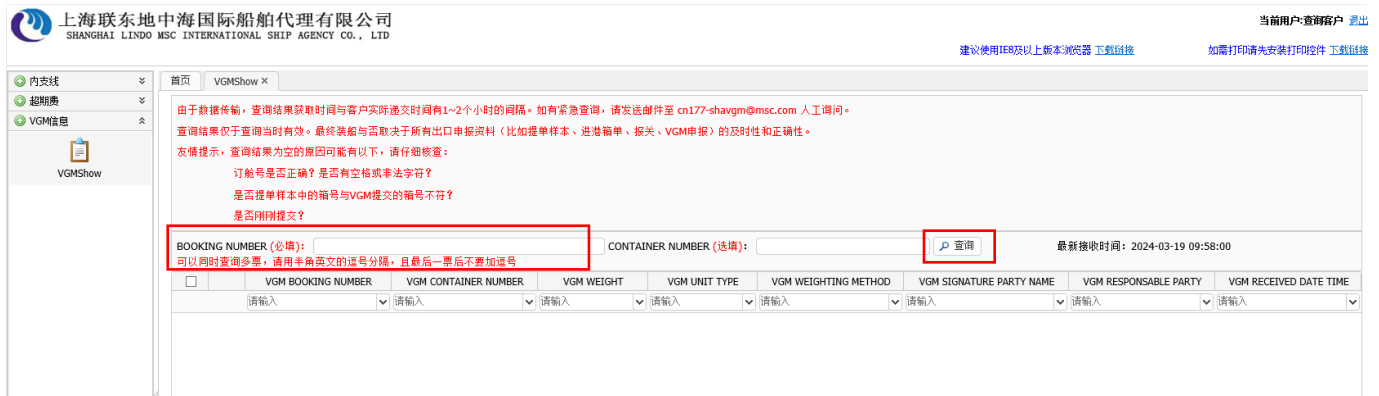 上海联东地中海国际船舶代理有限公司
SHANGHAI LINDO MSC INTERNATIONAL SHIP AGENCY CO., LTD
当前用户:查询客户 退出
建议使用IE8及以上版本浏览器 下载链接 如需打印请先安装打印控件 下载链接
内支线
超期费
VGM信息
VGMShow
首页 VGMShow ×
由于数据传输，查询结果获取时间与客户实际递交时间有1~2个小时的间隔。如有紧急查询，请发送邮件至 cn177-shavgm@msc.com 人工询问。
查询结果仅于查询当时有效。最终装船与否取决于所有出口申报资料（比如提单样本、进港箱单、报关、VGM申报）的及时性和正确性。
友情提示，查询结果为空的原因可能有以下，请仔细核查：
订舱号是否正确？是否有空格或非法字符？
是否提单样本中的箱号与VGM提交的箱号不符？
是否刚刚提交？
BOOKING NUMBER (必填)： CONTAINER NUMBER (选填)： 查询 最新接收时间：2024-03-19 09:58:00
可以同时查询多票，请用半角英文的逗号分隔，且最后一票后不要加逗号
VGM BOOKING NUMBER VGM CONTAINER NUMBER VGM WEIGHT VGM UNIT TYPE VGM WEIGHTING METHOD VGM SIGNATURE PARTY NAME VGM RESPONSABLE PARTY VGM RECEIVED DATE TIME
请输入 请输入 请输入 请输入 请输入 请输入 请输入 请输入